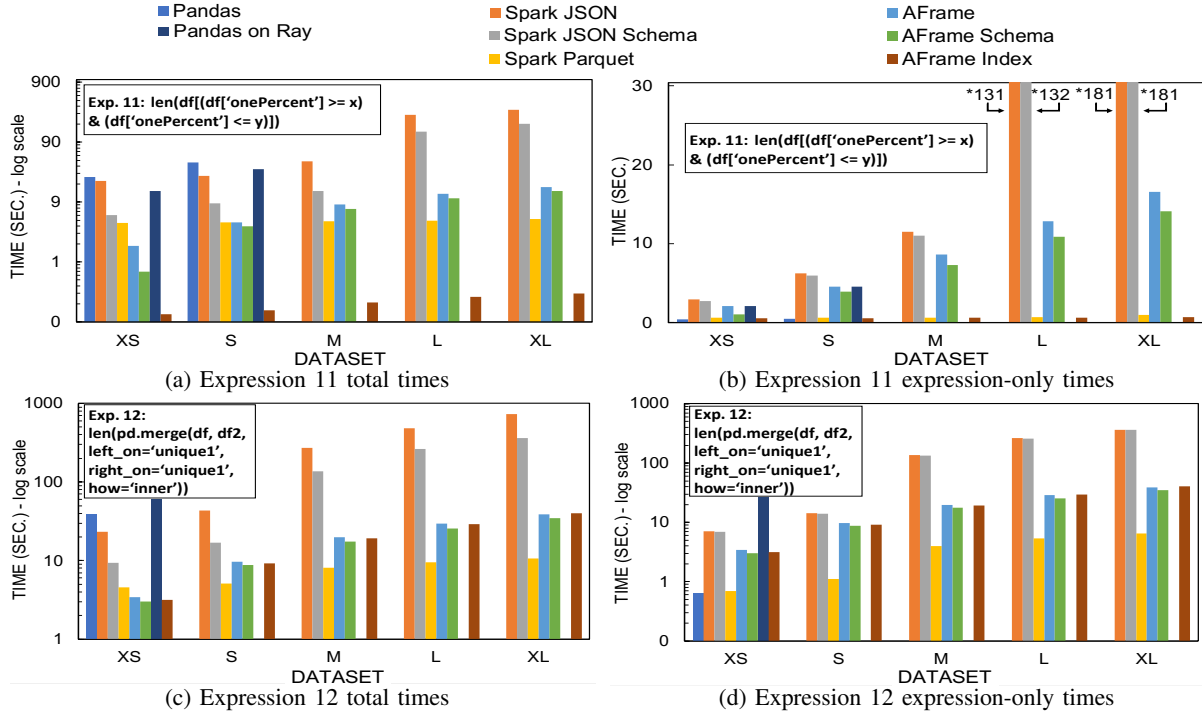 Pandas
Pandas on Ray
Spark JSON
Spark JSON Schema
Spark Parquet
AFrame
AFrame Schema
AFrame Index
TIME (SEC.) - log scale
900
90
9
1
0
Exp. 11: len(df[(df['onePercent'] >= x)
& (df['onePercent'] <= y)])
XS S M L XL
DATASET
(a) Expression 11 total times
TIME (SEC.)
30
20
10
0
Exp. 11: len(df[(df['onePercent'] >= x)
& (df['onePercent'] <= y)])
*131 *132 *181 *181
XS S M L XL
DATASET
(b) Expression 11 expression-only times
TIME (SEC.) - log scale
1000
100
10
1
Exp. 12:
len(pd.merge(df, df2,
left_on='unique1',
right_on='unique1',
how='inner'))
XS S M L XL
DATASET
(c) Expression 12 total times
TIME (SEC.) - log scale
1000
100
10
1
0
Exp. 12:
len(pd.merge(df, df2,
left_on='unique1',
right_on='unique1',
how='inner'))
XS S M L XL
DATASET
(d) Expression 12 expression-only times